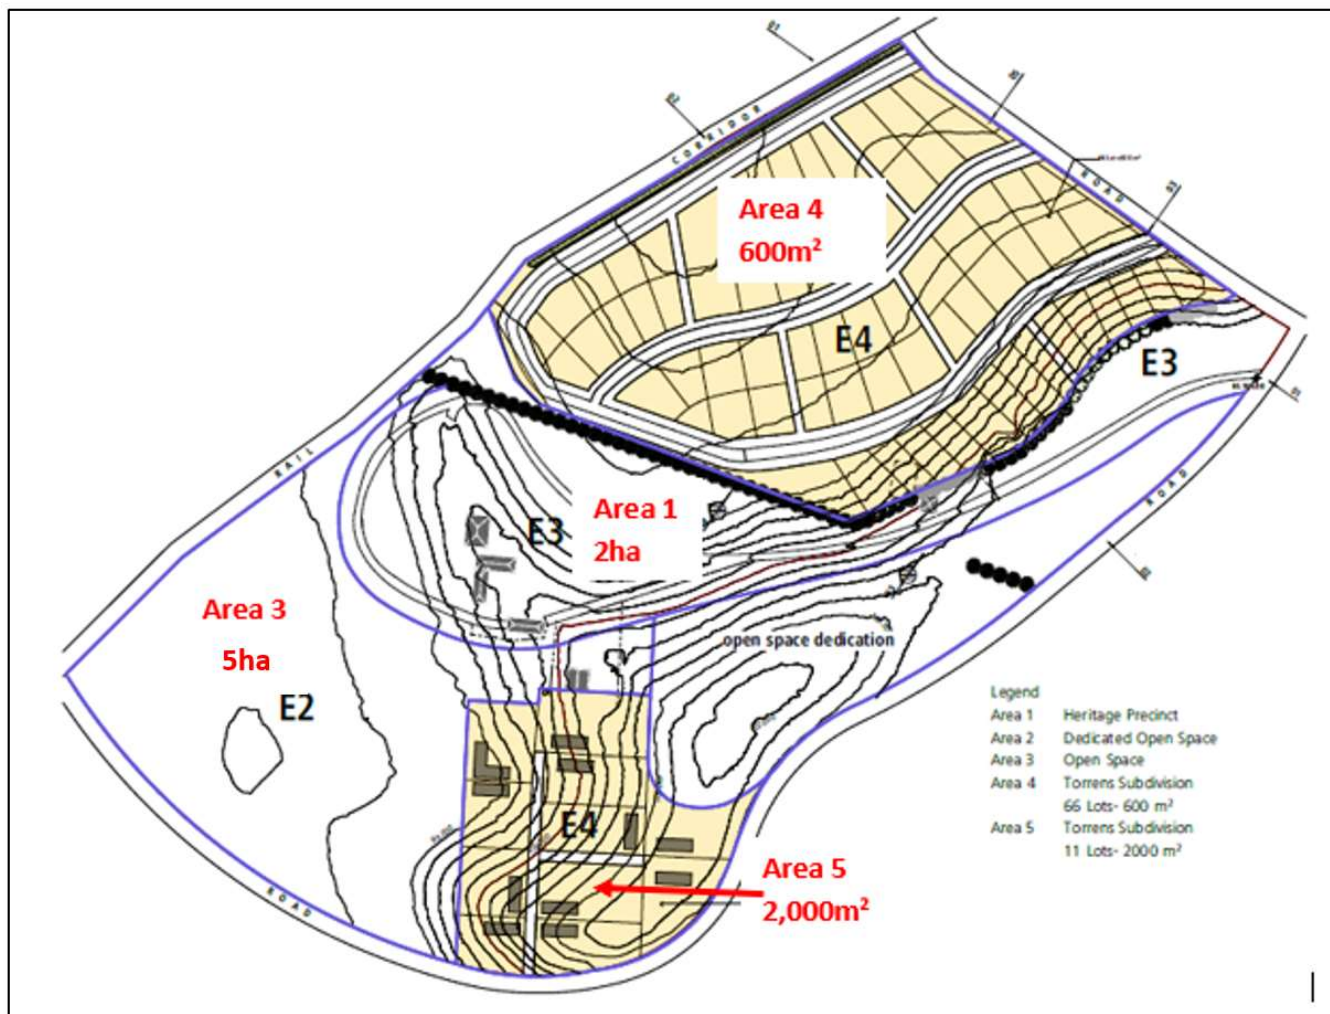 CORRIDOR
ROAD
Area 4
600m²
E4
E3
RAIL
Area 1
2ha
E3
ROAD
Area 3
5ha
E2
open space dedication
E4
Area 5
2,000m²
ROAD
Legend
Area 1 Heritage Precinct
Area 2 Dedicated Open Space
Area 3 Open Space
Area 4 Torrens Subdivision
66 Lots- 600 m²
Area 5 Torrens Subdivision
11 Lots- 2000 m²